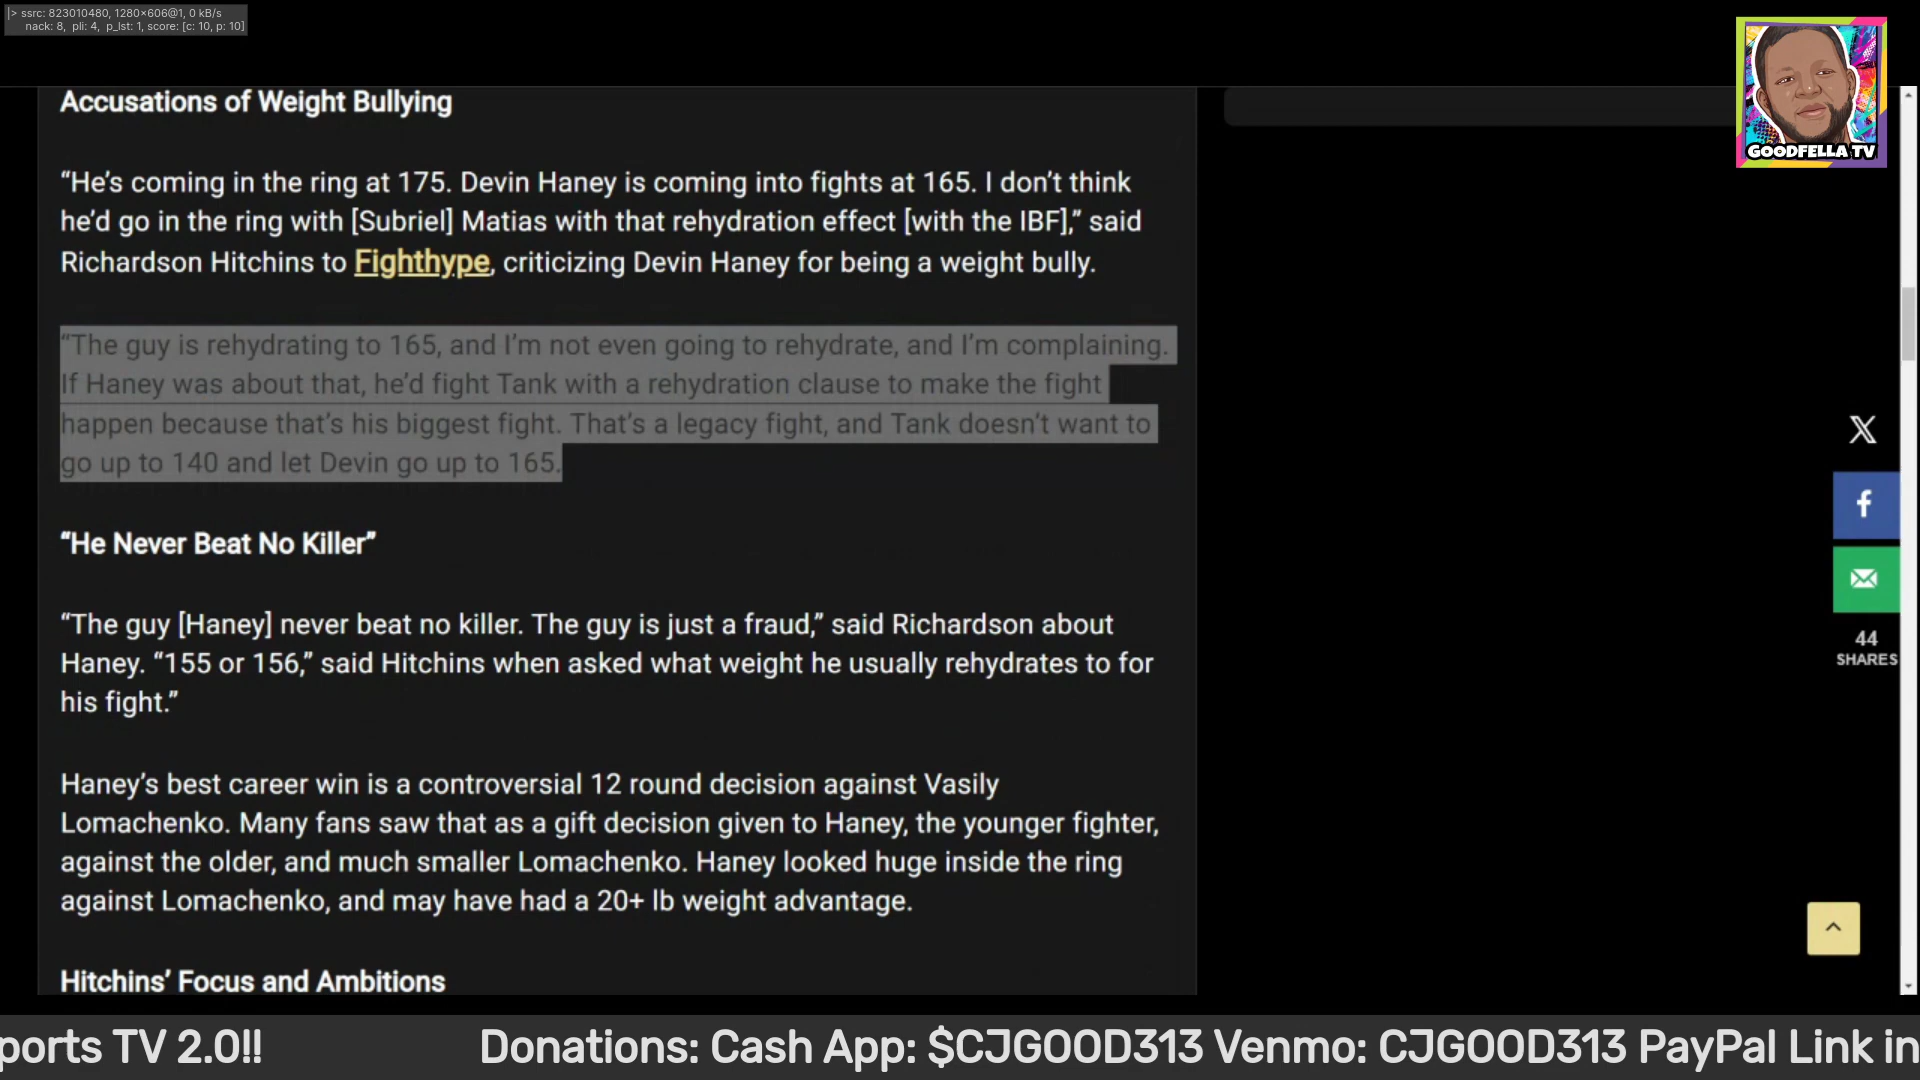 |> ssrc: 823010480, 1280×606@1, 0 kB/s
nack: 8, pli: 4, p_lst: 1, score: [c: 10, p: 10]
GOODFELLA TV
Accusations of Weight Bullying
“He’s coming in the ring at 175. Devin Haney is coming into fights at 165. I don’t think
he’d go in the ring with [Subriel] Matias with that rehydration effect [with the IBF],” said
Richardson Hitchins to Fighthype, criticizing Devin Haney for being a weight bully.
“The guy is rehydrating to 165, and I’m not even going to rehydrate, and I’m complaining.
If Haney was about that, he’d fight Tank with a rehydration clause to make the fight
happen because that’s his biggest fight. That’s a legacy fight, and Tank doesn’t want to
go up to 140 and let Devin go up to 165.
“He Never Beat No Killer”
“The guy [Haney] never beat no killer. The guy is just a fraud,” said Richardson about
Haney. “155 or 156,” said Hitchins when asked what weight he usually rehydrates to for
his fight.”
Haney’s best career win is a controversial 12 round decision against Vasily
Lomachenko. Many fans saw that as a gift decision given to Haney, the younger fighter,
against the older, and much smaller Lomachenko. Haney looked huge inside the ring
against Lomachenko, and may have had a 20+ lb weight advantage.
Hitchins’ Focus and Ambitions
44
SHARES
ports TV 2.0!! Donations: Cash App: $CJGOOD313 Venmo: CJGOOD313 PayPal Link in